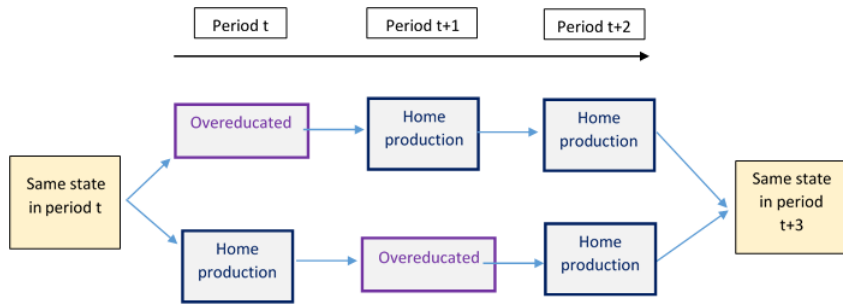 Period t
Period t+1
Period t+2
Overeducated
Home
production
Home
production
Same state
in period t
Same state
in period
t+3
Home
production
Overeducated
Home
production